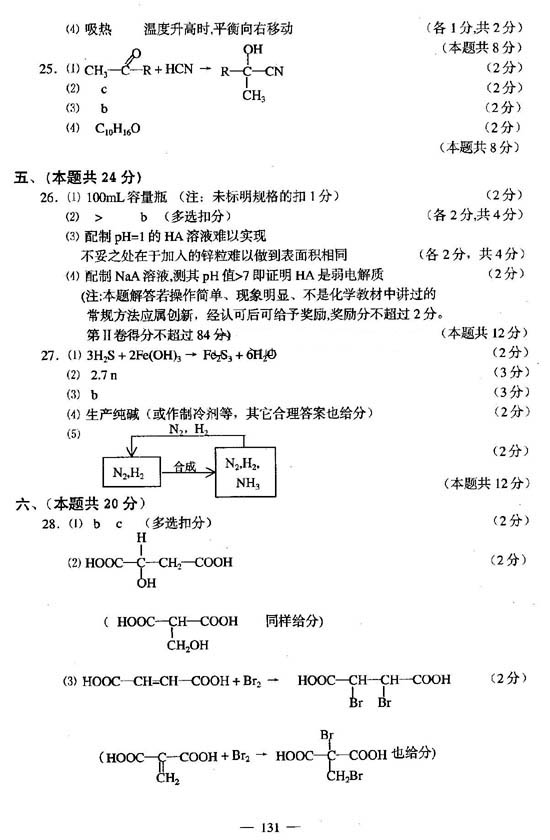 ⑷ 吸热 温度升高时,平衡向右移动 (各1分,共2分)
(本题共8分)
25. ⑴ CH₃—C—R + HCN → R—C—CN (2分)
O OH
CH₃
⑵ c (2分)
⑶ b (2分)
⑷ C₁₀H₁₆O (2分)
(本题共8分)
五、(本题共24分)
26. ⑴ 100mL容量瓶 (注: 未标明规格的扣1分) (2分)
⑵ > b (多选扣分) (各2分,共4分)
⑶ 配制pH=1的HA溶液难以实现
不妥之处在于加入的锌粒难以做到表面积相同 (各2分, 共4分)
⑷ 配制NaA溶液,测其pH值>7即证明HA是弱电解质 (2分)
(注:本题解答若操作简单、现象明显、不是化学教材中讲过的
常规方法应属创新, 经认可后可给予奖励,奖励分不超过2分。
第Ⅱ卷得分不超过84分) (本题共12分)
27. ⑴ 3H₂S + 2Fe(OH)₃ → Fe₂S₃ + 6H₂O (2分)
⑵ 2.7 n (3分)
⑶ b (3分)
⑷ 生产纯碱(或作制冷剂等, 其它合理答案也给分) (2分)
⑸ N₂, H₂
N₂,H₂ 合成 N₂,H₂, (2分)
NH₃
(本题共12分)
六、(本题共20分)
28. ⑴ b c (多选扣分) (2分)
H
⑵ HOOC—C—CH₂—COOH (2分)
OH
( HOOC—CH—COOH 同样给分)
CH₂OH
⑶ HOOC—CH=CH—COOH + Br₂ → HOOC—CH—CH—COOH (2分)
Br Br
Br
(HOOC—C—COOH + Br₂ → HOOC—C—COOH 也给分)
CH₂ CH₂Br
— 131 —